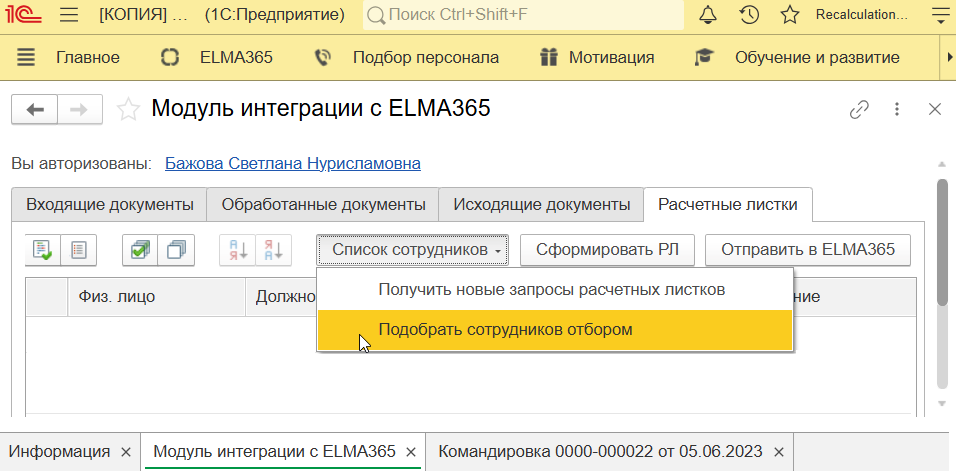 1С [КОПИЯ] ... (1С:Предприятие) Поиск Ctrl+Shift+F Recalculation...
Главное ELMA365 Подбор персонала Мотивация Обучение и развитие
Модуль интеграции с ELMA365
Вы авторизованы: Бажова Светлана Нурисламовна
Входящие документы Обработанные документы Исходящие документы Расчетные листки
А Я Я А Список сотрудников Сформировать РЛ Отправить в ELMA365
Физ. лицо Должно ние
Получить новые запросы расчетных листков
Подобрать сотрудников отбором
Информация Модуль интеграции с ELMA365 Командировка 0000-000022 от 05.06.2023